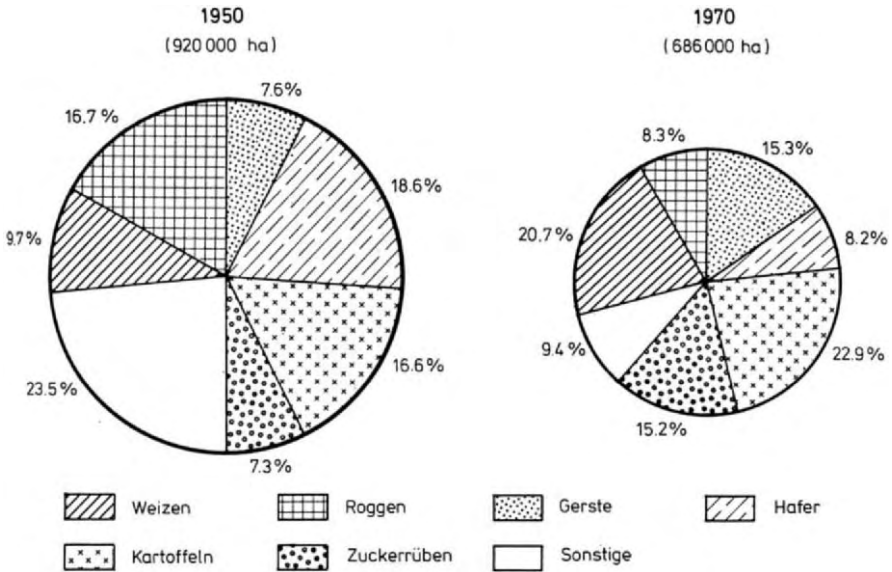 1950
(920 000 ha)
7.6 %
18.6 %
16.6 %
7.3 %
23.5 %
9.7 %
16.7 %
1970
(686 000 ha)
15.3 %
8.2 %
22.9 %
15.2 %
9.4 %
20.7 %
8.3 %
Weizen
Roggen
Gerste
Hafer
Kartoffeln
Zuckerrüben
Sonstige